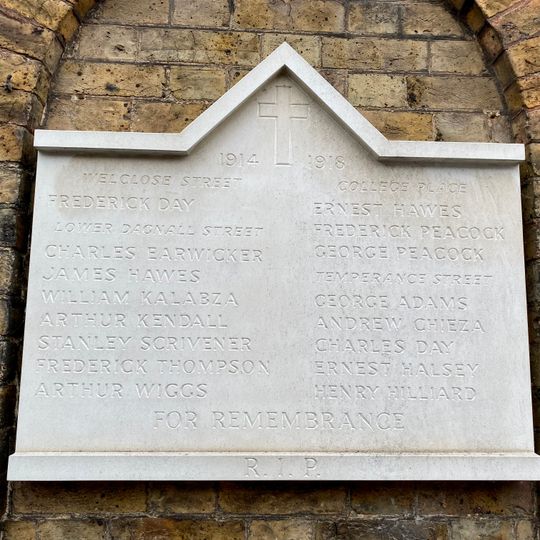 1914 1918
WELCLOSE STREET
FREDERICK DAY
LOWER DAGNALL STREET
CHARLES EARWICKER
JAMES HAWES
WILLIAM KALABZA
ARTHUR KENDALL
STANLEY SCRIVENER
FREDERICK THOMPSON
ARTHUR WIGGS
COLLEGE PLACE
ERNEST HAWES
FREDERICK PEACOCK
GEORGE PEACOCK
TEMPERANCE STREET
GEORGE ADAMS
ANDREW GHIEZA
CHARLES DAY
ERNEST HALSEY
HENRY HILLIARD
FOR REMEMBRANCE
R.I.P.